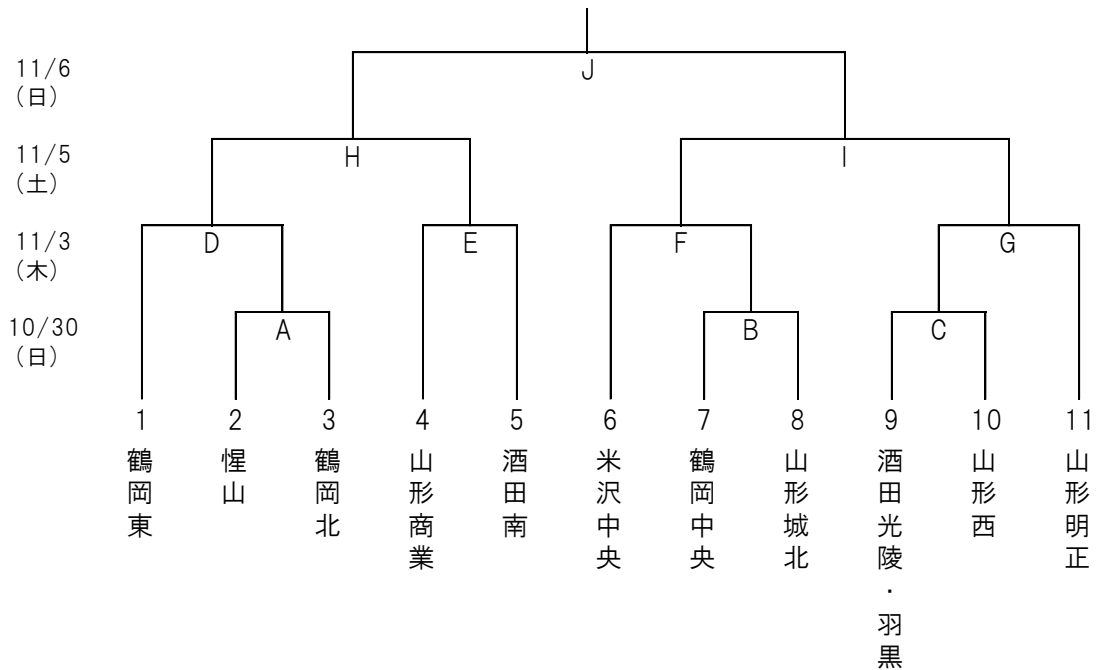 11/6
(日)
J
11/5
(土)
H
I
11/3
(木)
D
E
F
G
10/30
(日)
A
B
C
1
2
3
4
5
6
7
8
9
10
11
鶴岡東
惺山
鶴岡北
山形商業
酒田南
米沢中央
鶴岡中央
山形城北
酒田光陵・羽黒
山形西
山形明正